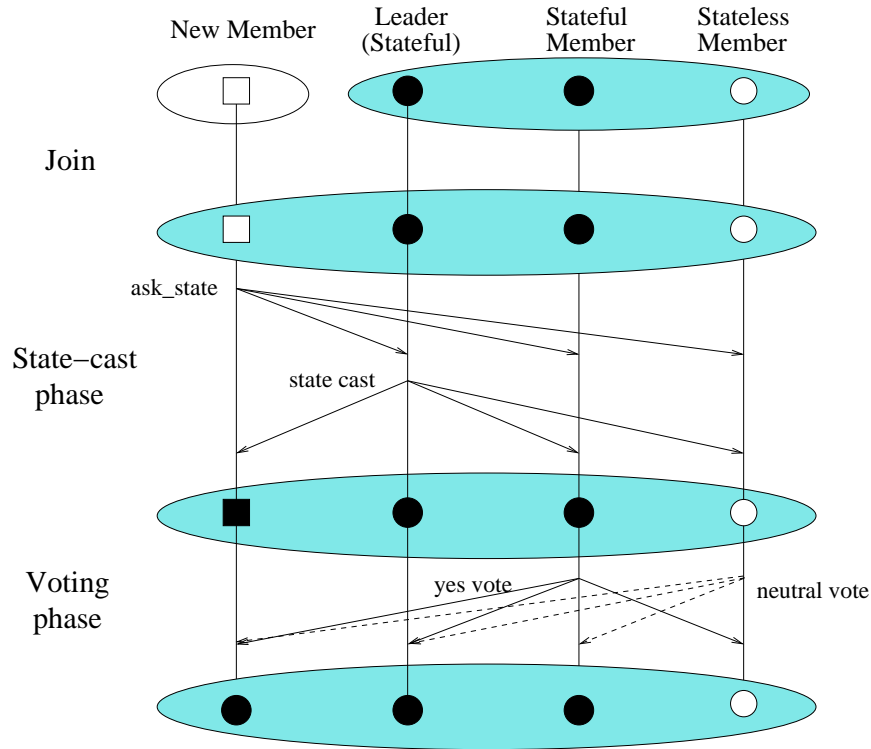 New Member
Leader
(Stateful)
Stateful
Member
Stateless
Member
Join
ask_state
State−cast
phase
state cast
Voting
phase
yes vote
neutral vote